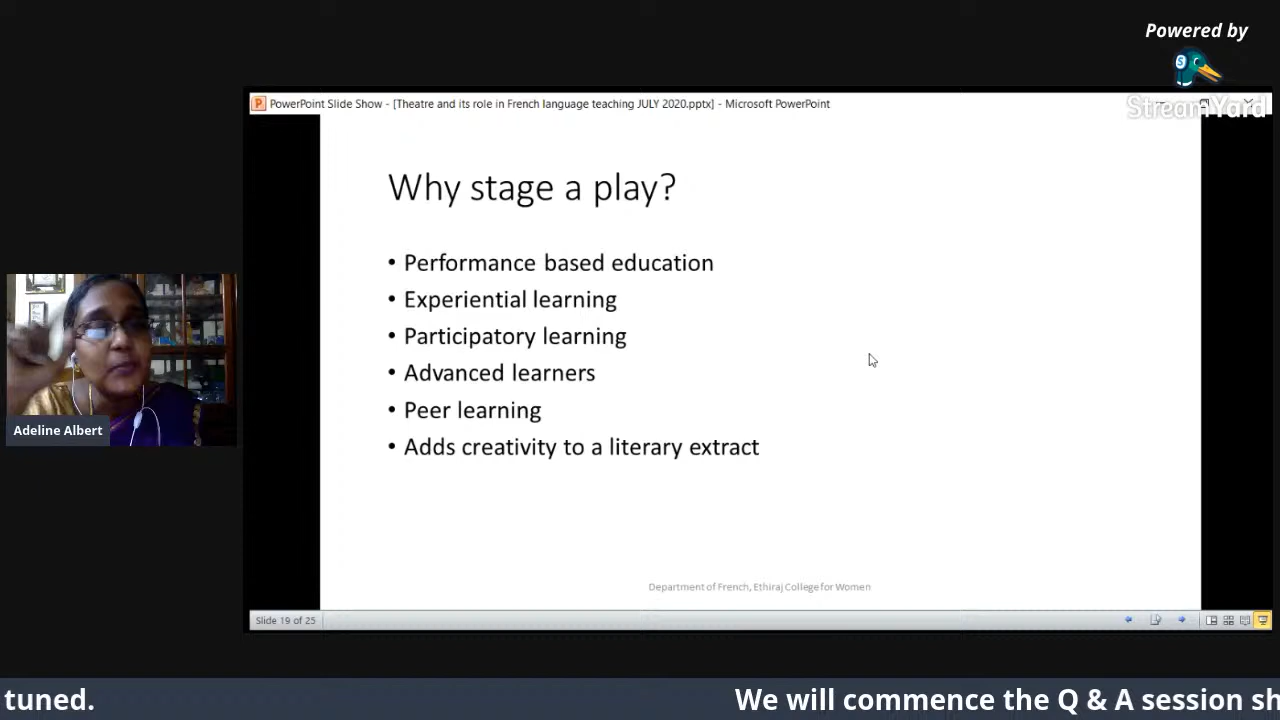 Powered by
StreamYard
PowerPoint Slide Show - [Theatre and its role in French language teaching JULY 2020.pptx] - Microsoft PowerPoint
Why stage a play?
• Performance based education
• Experiential learning
• Participatory learning
• Advanced learners
• Peer learning
• Adds creativity to a literary extract
Adeline Albert
Department of French, Ethiraj College for Women
Slide 19 of 25
tuned. We will commence the Q & A session sh